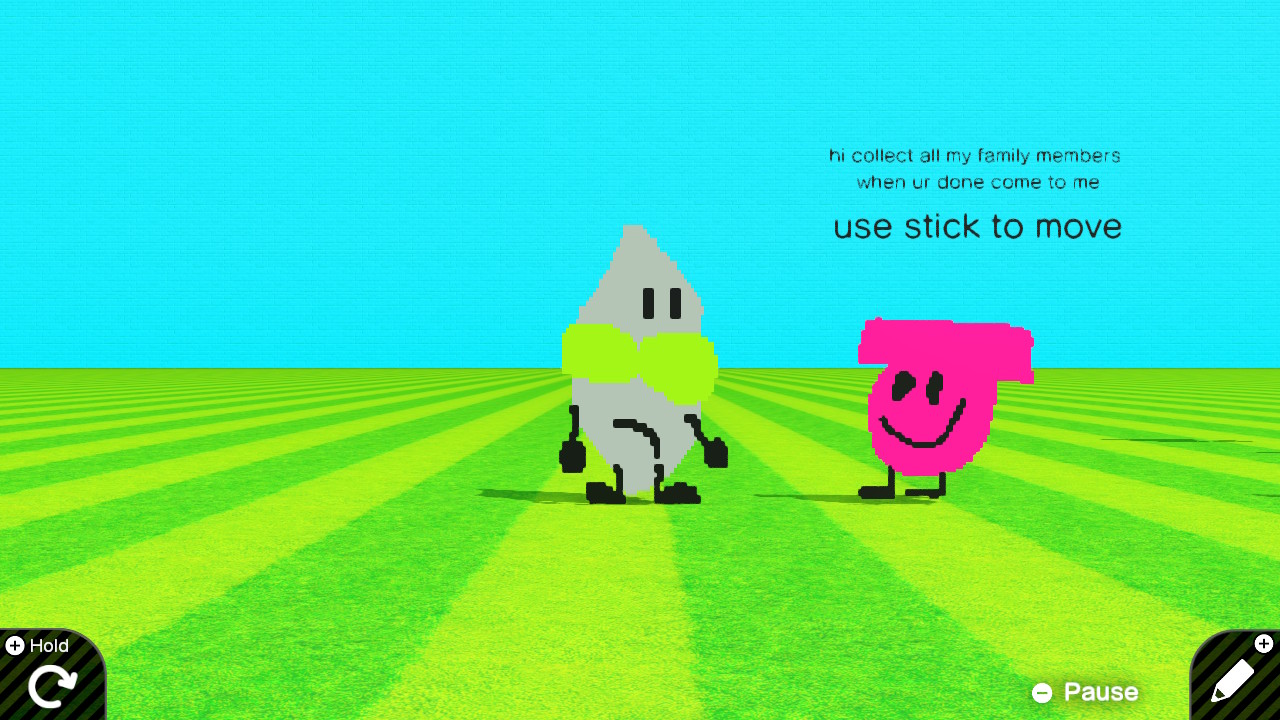 hi collect all my family members
when ur done come to me
use stick to move
Hold
Pause